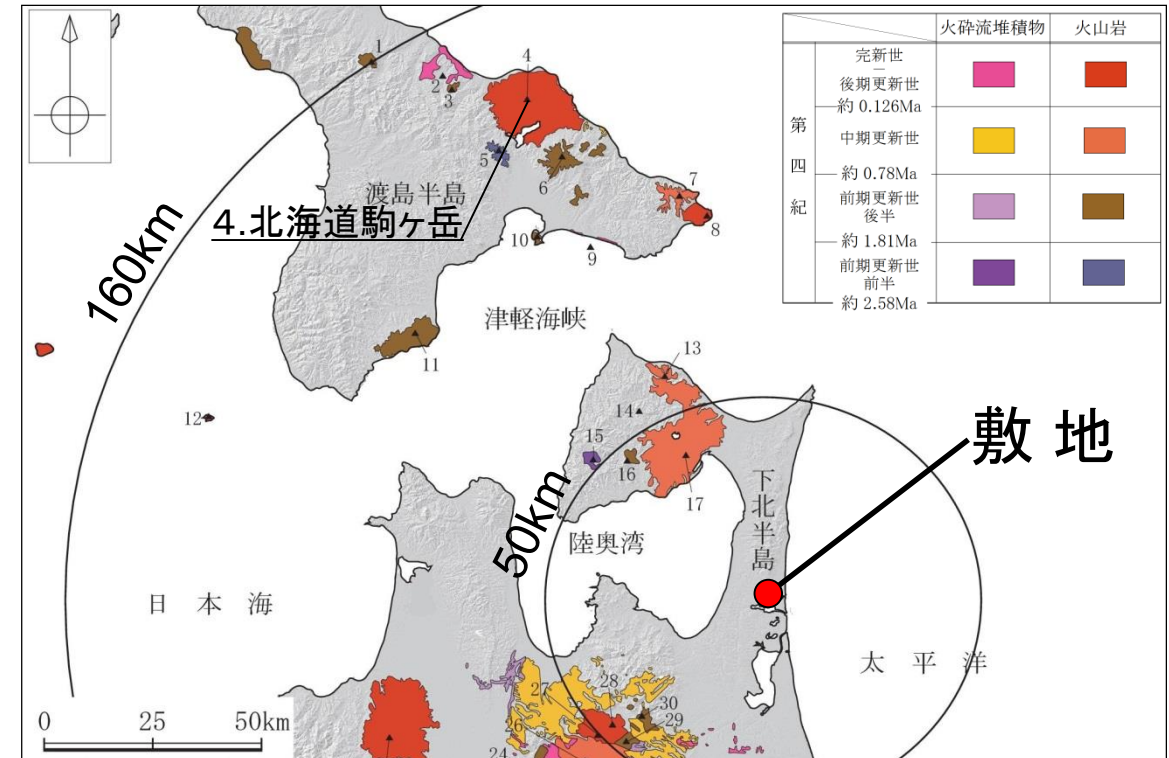 火砕流堆積物 火山岩
第四紀
完新世
–
後期更新世
約 0.126Ma
中期更新世
約 0.78Ma
前期更新世
後半
約 1.81Ma
前期更新世
前半
約 2.58Ma
1
2
3
4
5
6
7
8
渡島半島
4.北海道駒ヶ岳
10
9
160km
津軽海峡
11
12
13
14
15
16
17
敷 地
下北半島
50km
陸奥湾
日 本 海
太 平 洋
27
28
30
29
26
24
0 25 50km